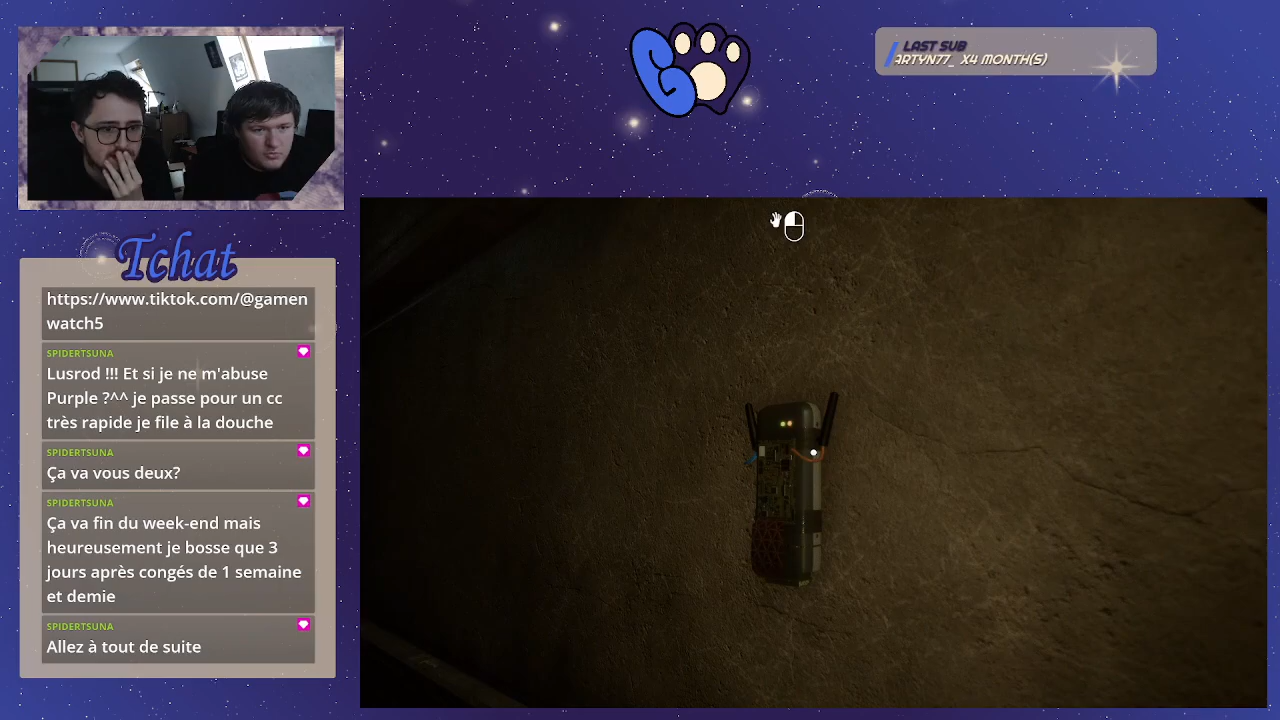 LAST SUB
ARTYN77_ X4 MONTH(S)
Tchat
https://www.tiktok.com/@gamen
watch5
SPIDERTSUNA
Lusrod !!! Et si je ne m'abuse
Purple ?^^ je passe pour un cc
très rapide je file à la douche
SPIDERTSUNA
Ça va vous deux?
SPIDERTSUNA
Ça va fin du week-end mais
heureusement je bosse que 3
jours après congés de 1 semaine
et demie
SPIDERTSUNA
Allez à tout de suite